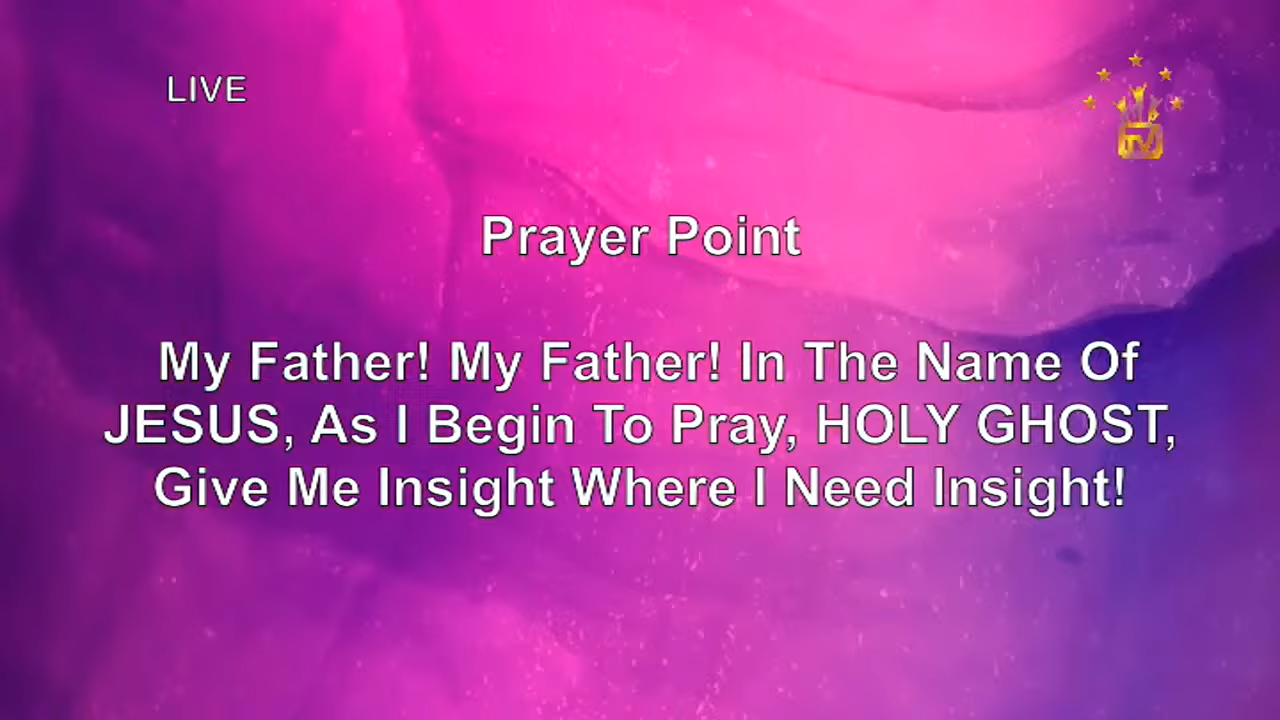 LIVE
TV
Prayer Point
My Father! My Father! In The Name Of
JESUS, As I Begin To Pray, HOLY GHOST,
Give Me Insight Where I Need Insight!